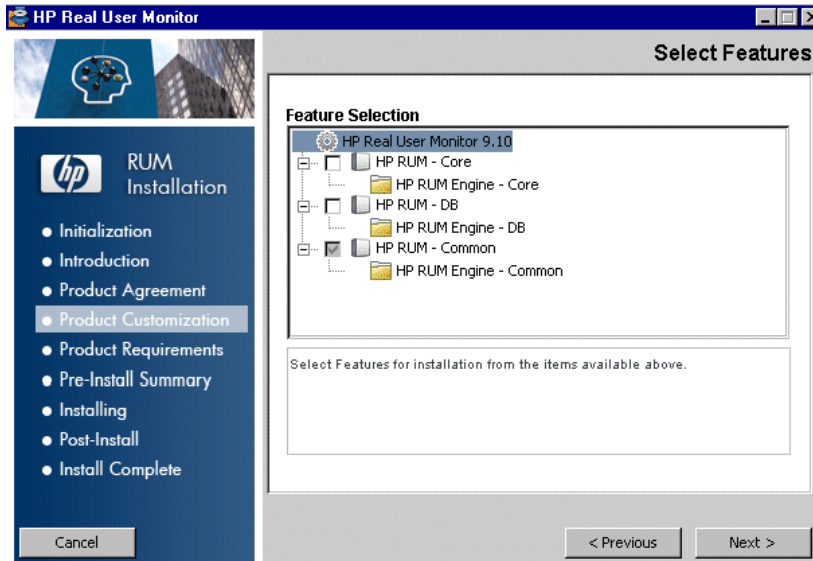 HP Real User Monitor
Select Features
hp
RUM
Installation
Initialization
Introduction
Product Agreement
Product Customization
Product Requirements
Pre-Install Summary
Installing
Post-Install
Install Complete
Feature Selection
HP Real User Monitor 9.10
HP RUM - Core
HP RUM Engine - Core
HP RUM - DB
HP RUM Engine - DB
HP RUM - Common
HP RUM Engine - Common
Select Features for installation from the items available above.
Cancel
< Previous
Next >